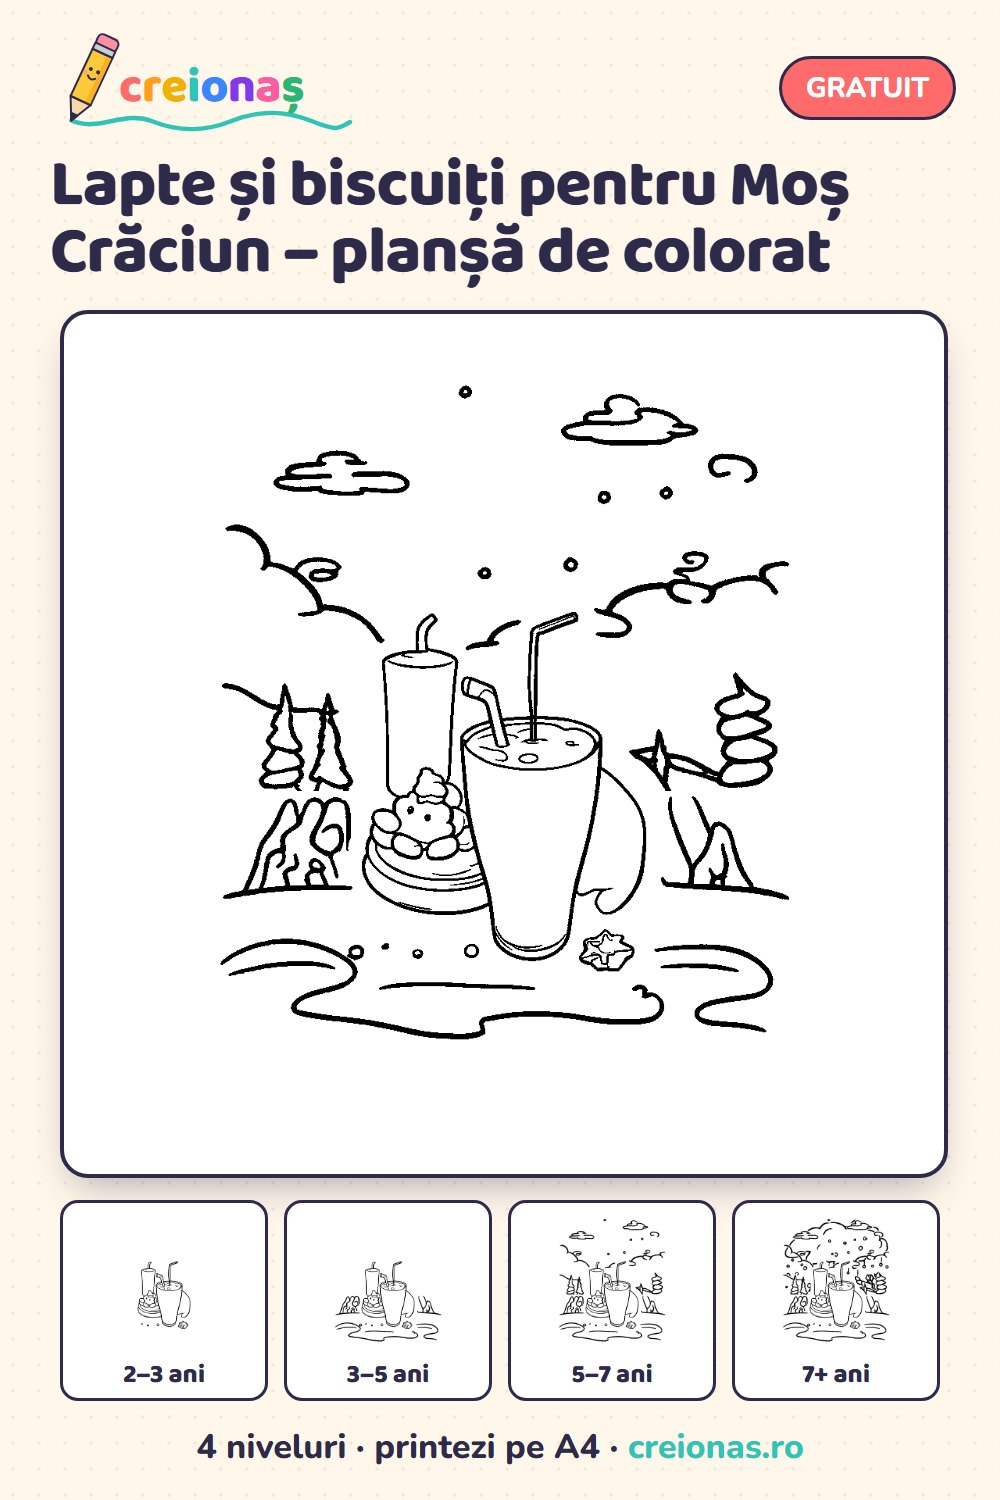 creionaș
GRATUIT
Lapte și biscuiți pentru Moș
Crăciun – planșă de colorat
2–3 ani
3–5 ani
5–7 ani
7+ ani
4 niveluri · printezi pe A4 · creionas.ro